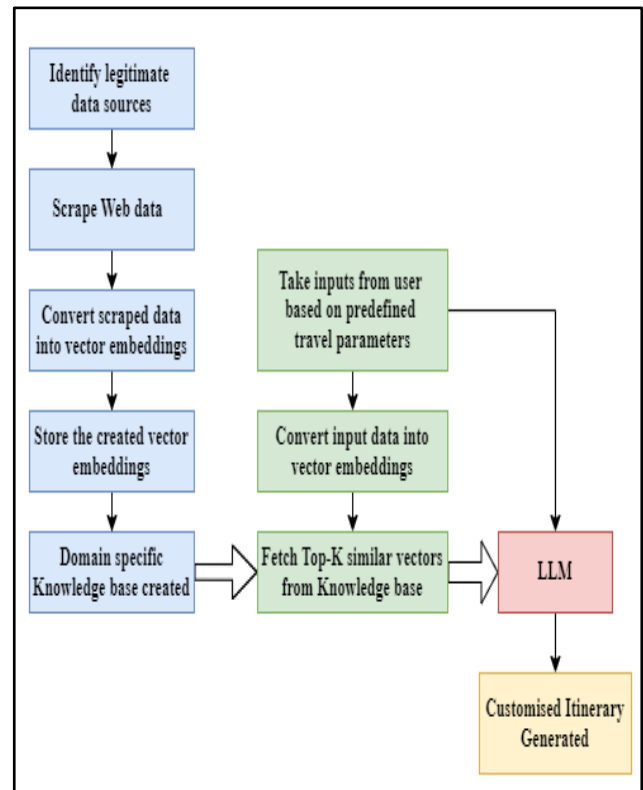 Identify legitimate
data sources
Scrape Web data
Convert scraped data
into vector embeddings
Store the created vector
embeddings
Domain specific
Knowledge base created
Take inputs from user
based on predefined
travel parameters
Convert input data into
vector embeddings
Fetch Top-K similar vectors
from Knowledge base
LLM
Customised Itinerary
Generated